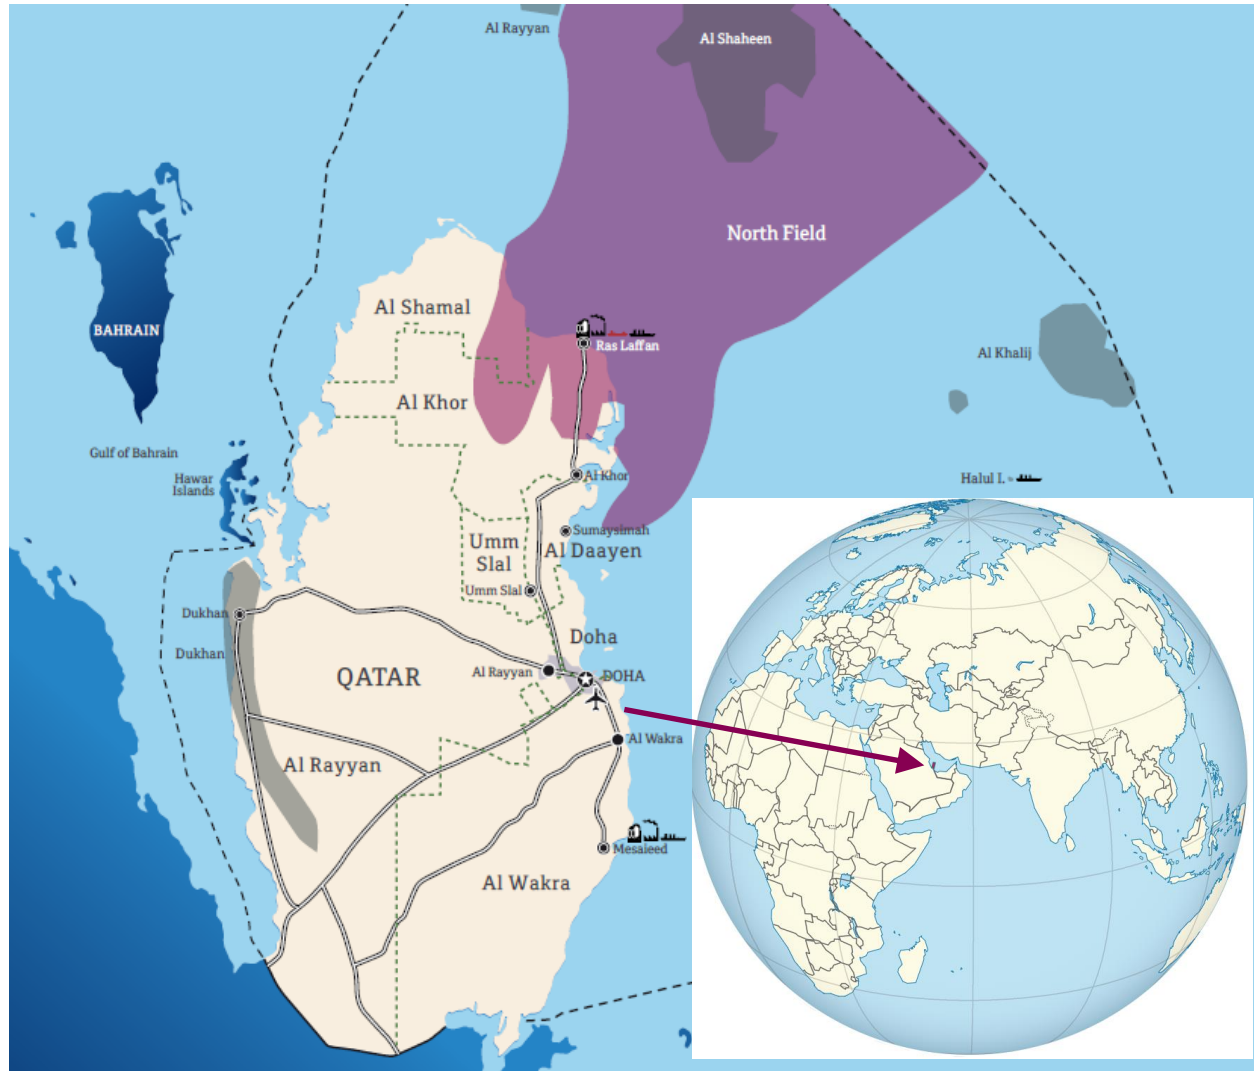 Al Rayyan
Al Shaheen
North Field
Al Shamal
BAHRAIN
Ras Laffan
Al Khalij
Al Khor
Gulf of Bahrain
Hawar
Islands
Al Khor
Halul I.
Sumaysimah
Umm
Slal
Al Daayen
Umm Slal
Dukhan
Doha
Dukhan
QATAR
Al Rayyan
DOHA
Al Wakra
Al Rayyan
Mesaieed
Al Wakra